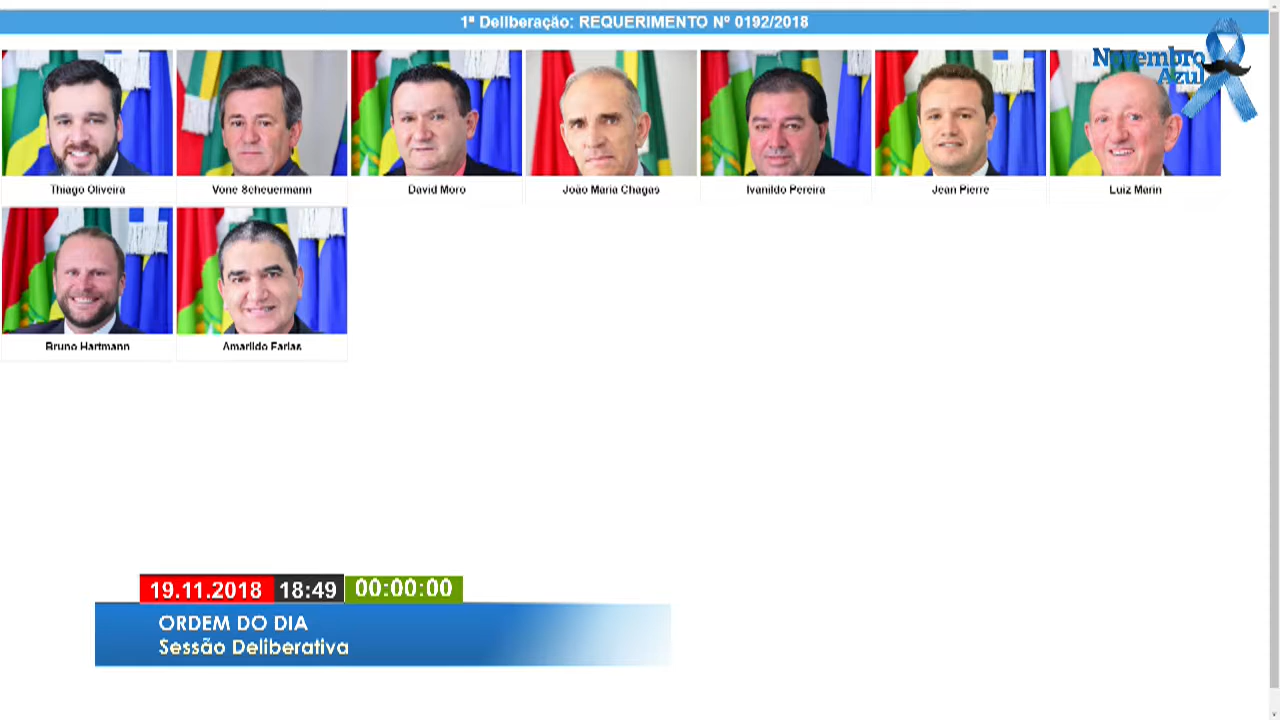 1ª Deliberação: REQUERIMENTO Nº 0192/2018
Novembro
Azul
Thiago Oliveira
Vone Scheuermann
David Moro
João Maria Chagas
Ivanildo Pereira
Jean Pierre
Luiz Marin
Bruno Hartmann
Amarildo Farias
19.11.2018 18:49 00:00:00
ORDEM DO DIA
Sessão Deliberativa